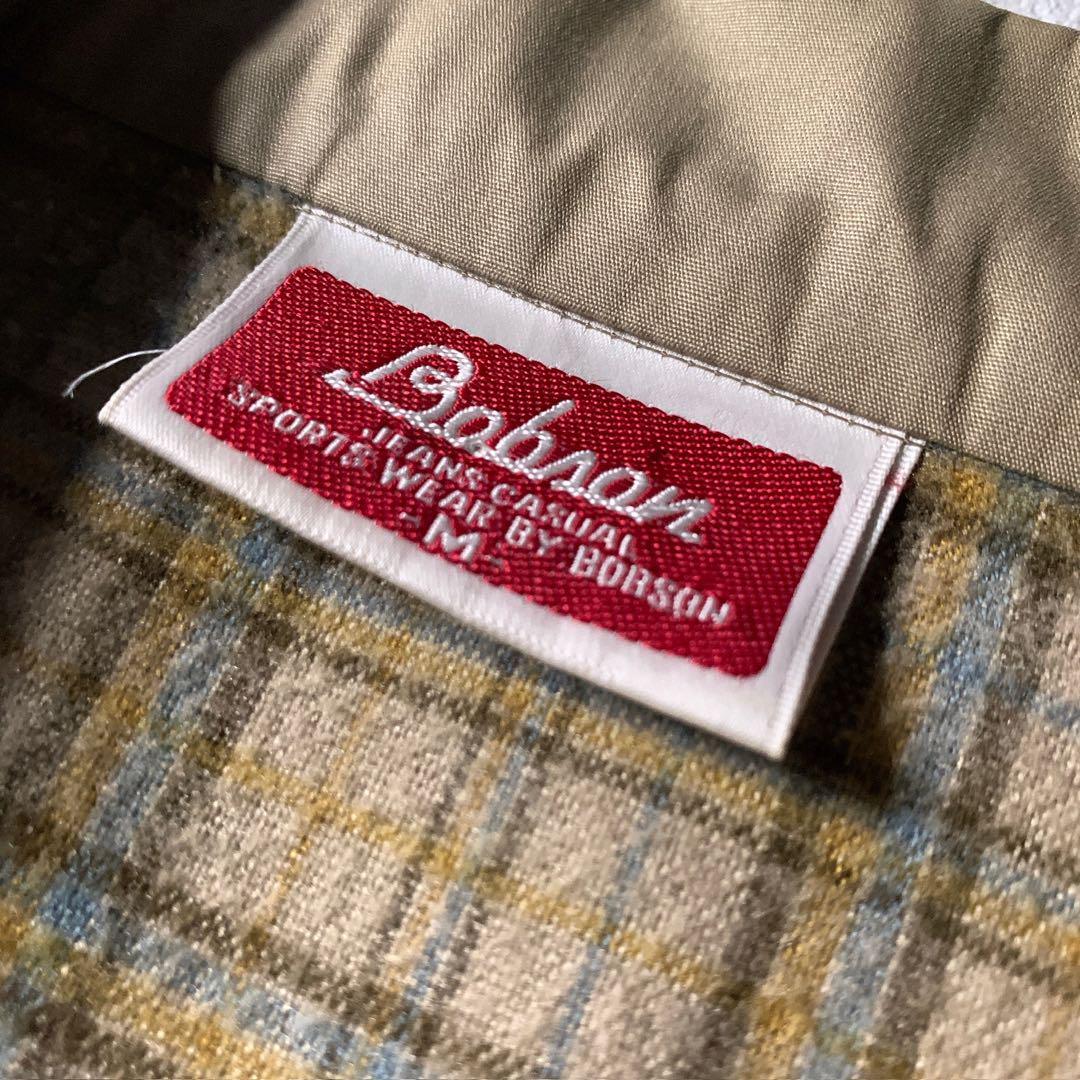 Bobson
JEANS CASUAL
SPORTS WEAR BY BOBSON
-M-